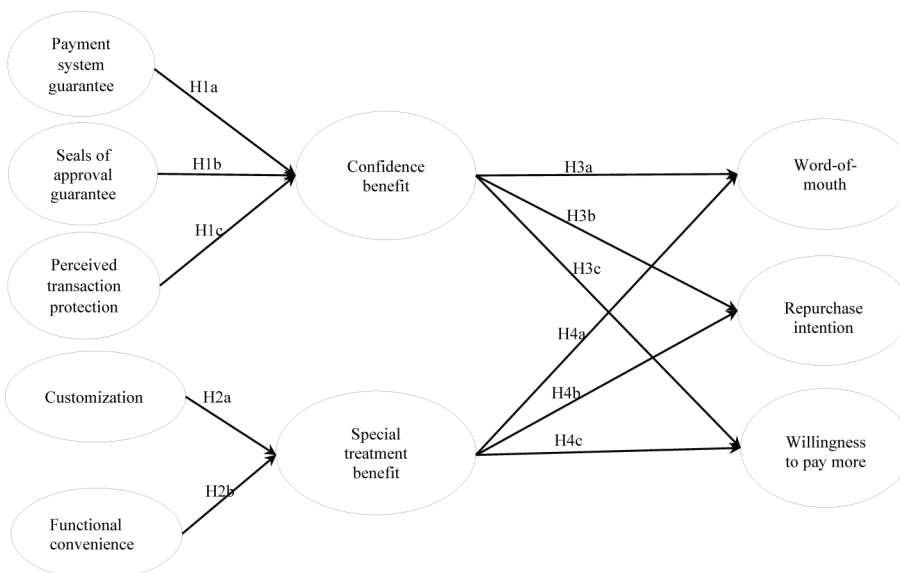 Payment
system
guarantee
H1a
Seals of
approval
guarantee
H1b
Perceived
transaction
protection
H1c
Customization
H2a
Functional
convenience
H2b
Confidence
benefit
Special
treatment
benefit
H3a
H3b
H3c
H4a
H4b
H4c
Word-of-
mouth
Repurchase
intention
Willingness
to pay more